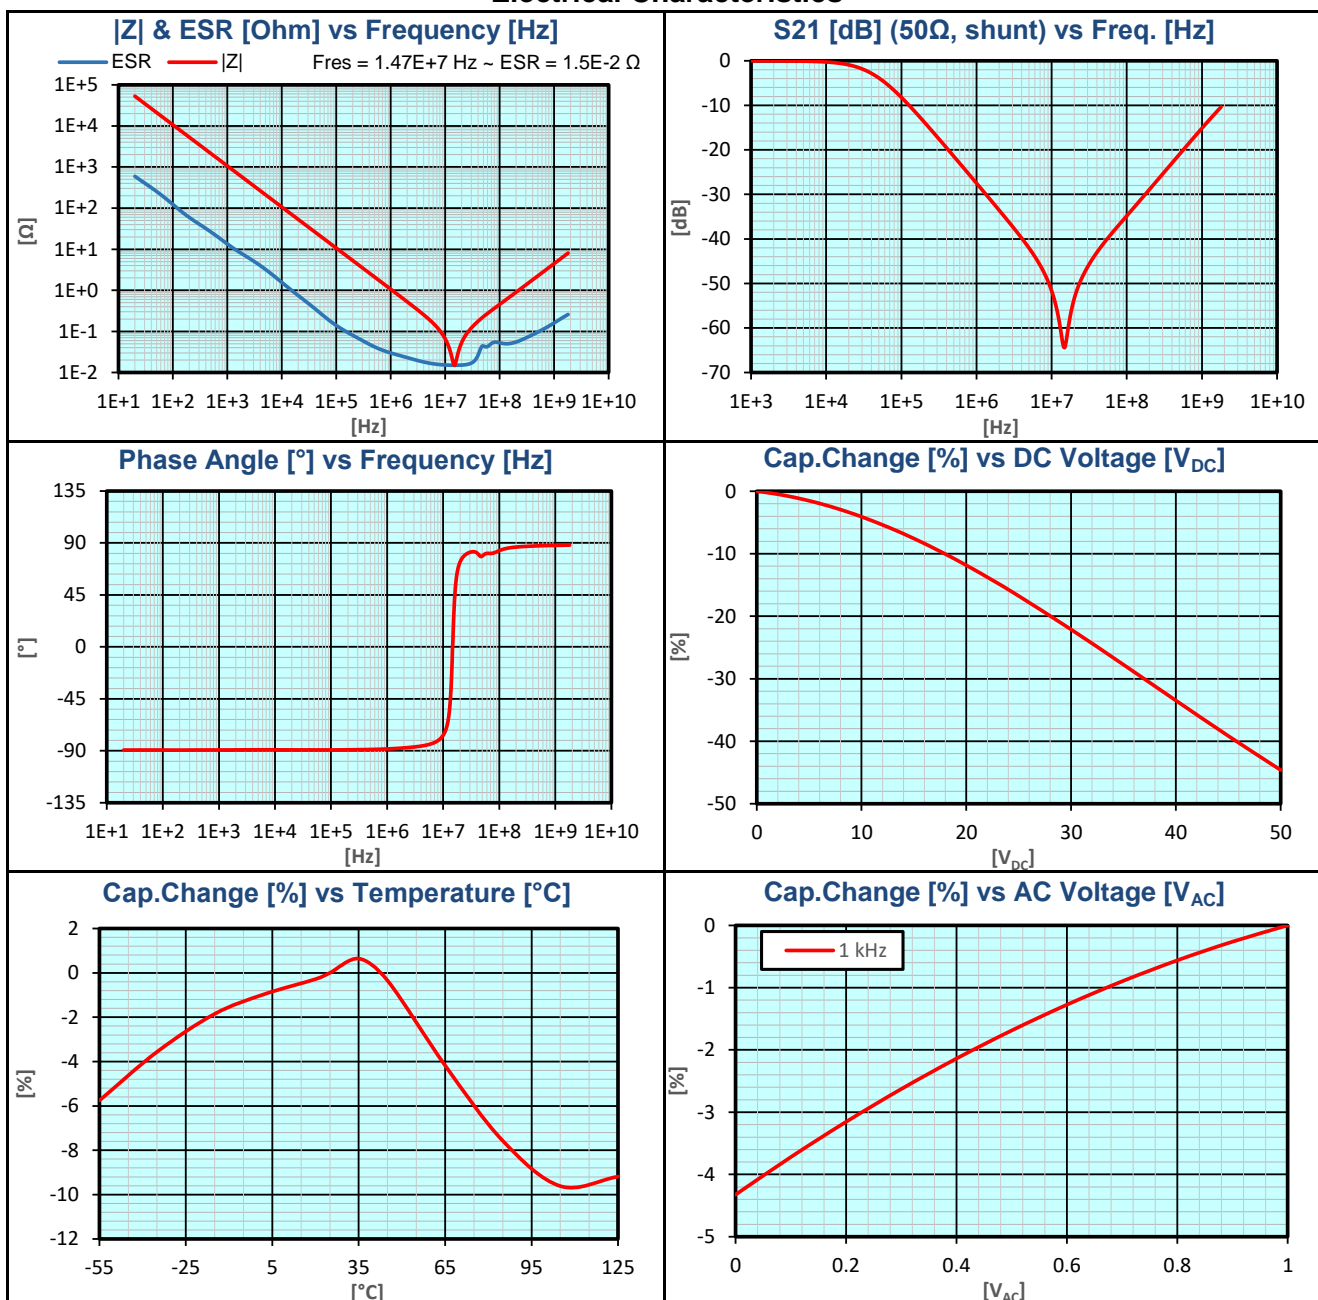 |Z| & ESR [Ohm] vs Frequency [Hz]
ESR |Z| Fres = 1.47E+7 Hz ~ ESR = 1.5E-2 Ω
1E+5
1E+4
1E+3
1E+2
1E+1
1E+0
1E-1
1E-2
[Ω]
1E+1 1E+2 1E+3 1E+4 1E+5 1E+6 1E+7 1E+8 1E+9 1E+10
[Hz]
S21 [dB] (50Ω, shunt) vs Freq. [Hz]
0
-10
-20
-30
-40
-50
-60
-70
[dB]
1E+3 1E+4 1E+5 1E+6 1E+7 1E+8 1E+9 1E+10
[Hz]
Phase Angle [°] vs Frequency [Hz]
135
90
45
0
-45
-90
-135
[°]
1E+1 1E+2 1E+3 1E+4 1E+5 1E+6 1E+7 1E+8 1E+9 1E+10
[Hz]
Cap.Change [%] vs DC Voltage [VDC]
0
-10
-20
-30
-40
-50
[%]
0 10 20 30 40 50
[VDC]
Cap.Change [%] vs Temperature [°C]
2
0
-2
-4
-6
-8
-10
-12
[%]
-55 -25 5 35 65 95 125
[°C]
Cap.Change [%] vs AC Voltage [VAC]
1 kHz
0
-1
-2
-3
-4
-5
[%]
0 0.2 0.4 0.6 0.8 1
[VAC]